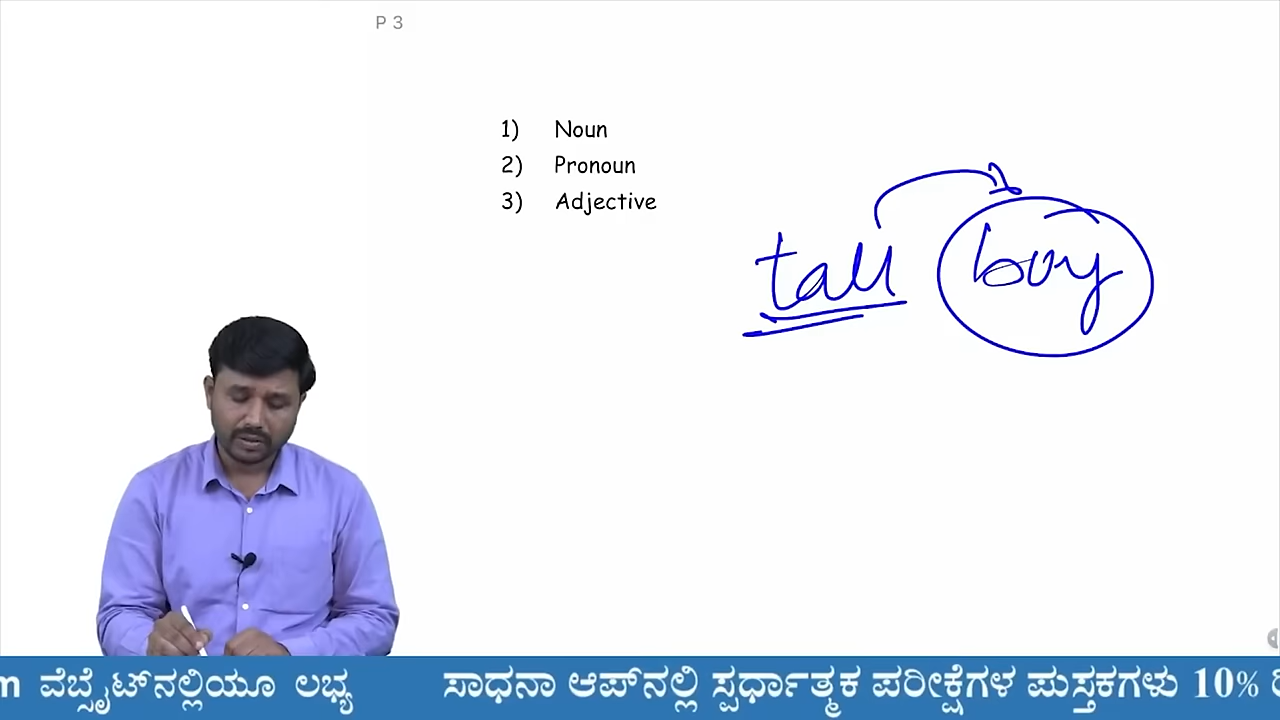 P 3
1) Noun
2) Pronoun
3) Adjective
tall boy
m ವೆಬ್ಸೈಟ್‌ನಲ್ಲಿಯೂ ಲಭ್ಯ ಸಾಧನಾ ಆಪ್‌ನಲ್ಲಿ ಸ್ಪರ್ಧಾತ್ಮಕ ಪರೀಕ್ಷೆಗಳ ಪುಸ್ತಕಗಳು 10%